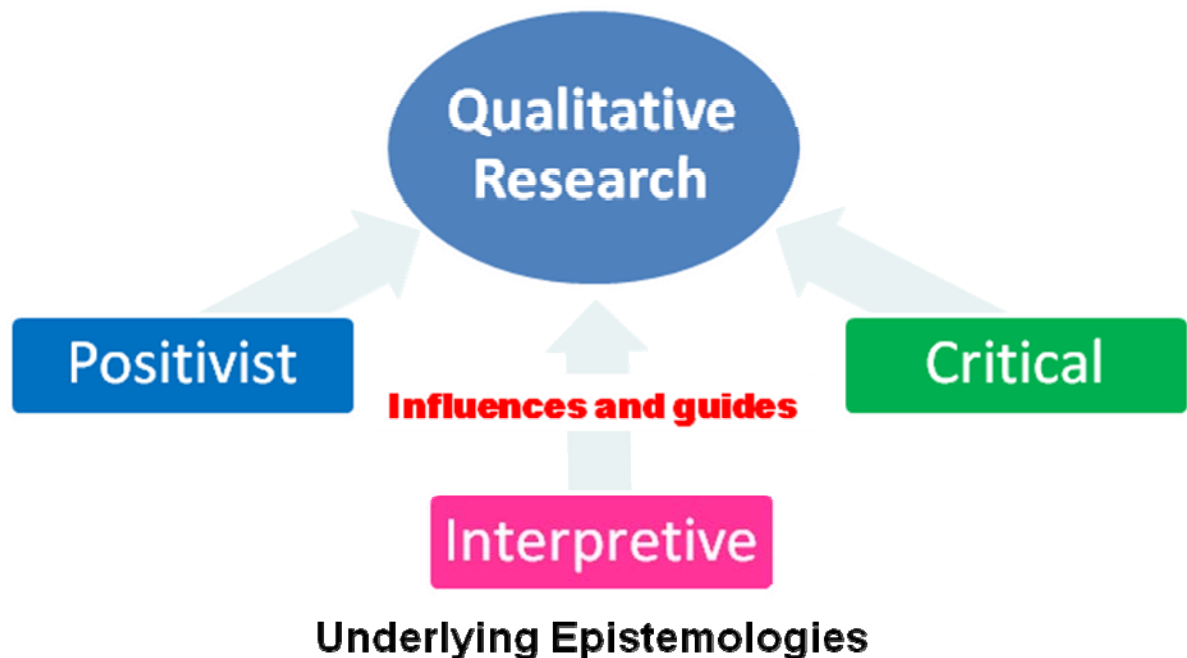 Qualitative
Research
Positivist
Critical
Influences and guides
Interpretive
Underlying Epistemologies